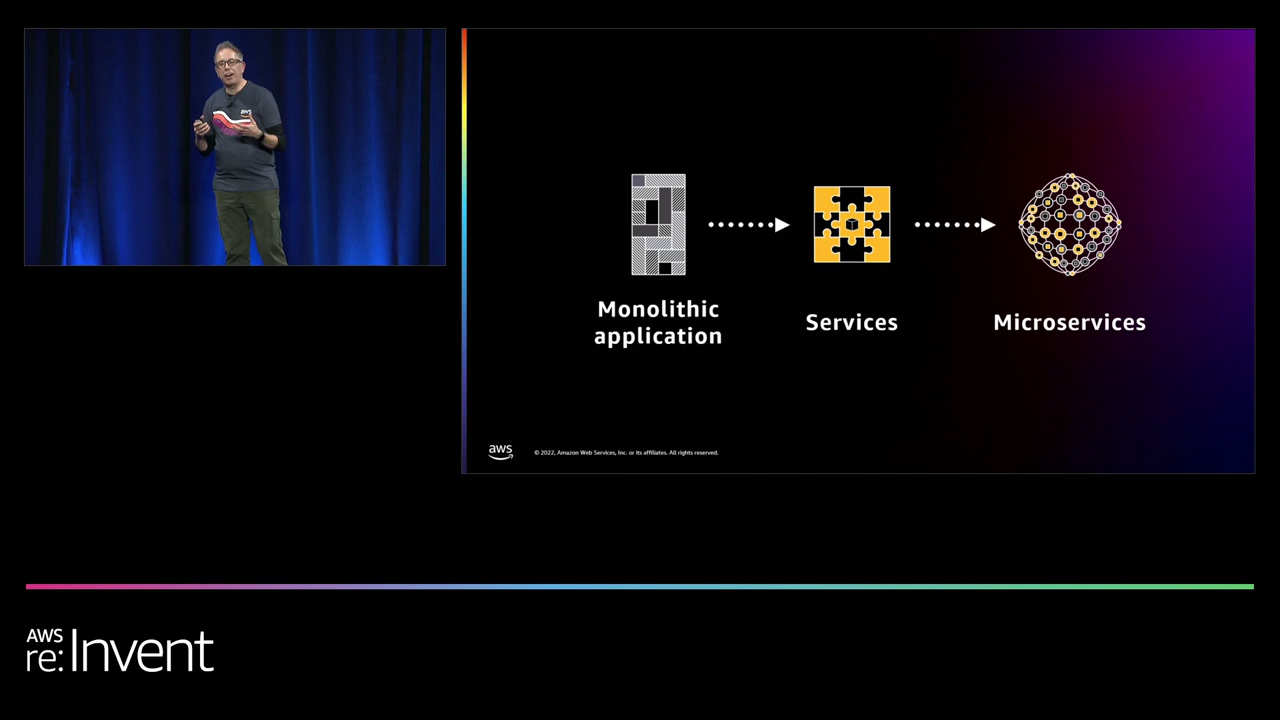 aws
Monolithic
application
Services
Microservices
aws
© 2022, Amazon Web Services, Inc. or its affiliates. All rights reserved.
AWS
re:Invent